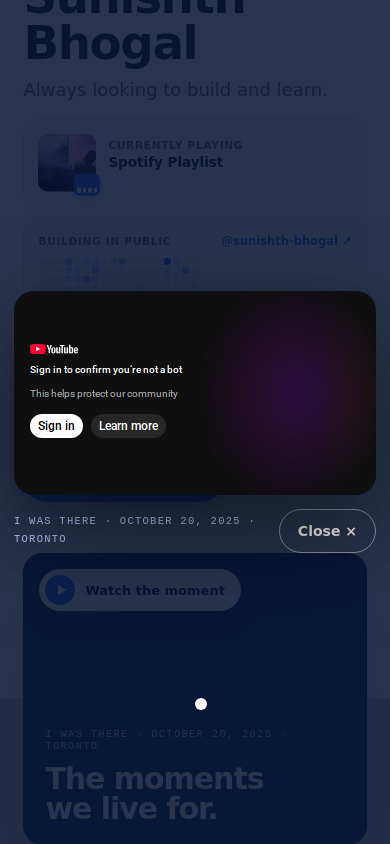 Sunishth
Bhogal
Always looking to build and learn.
CURRENTLY PLAYING
Spotify Playlist
BUILDING IN PUBLIC
@sunishth-bhogal ↗
YouTube
Sign in to confirm you're not a bot
This helps protect our community
Sign in
Learn more
I WAS THERE · OCTOBER 20, 2025 ·
TORONTO
Close ×
Watch the moment
I WAS THERE · OCTOBER 20, 2025 ·
TORONTO
The moments
we live for.